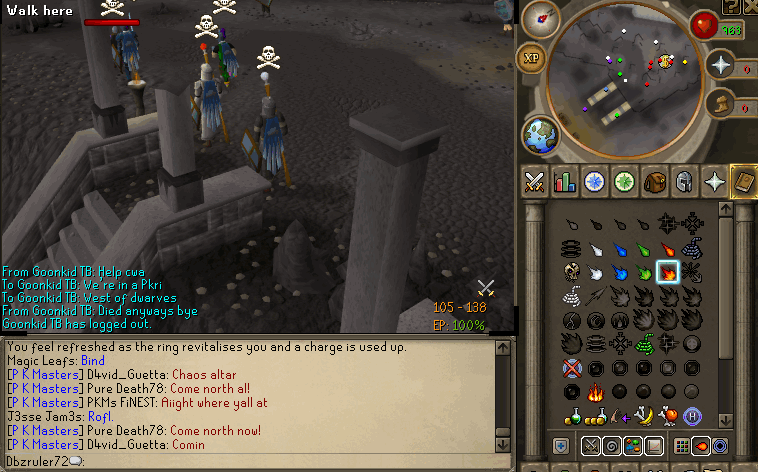 Walk here
963
XP
0
0
From Goonkid TB: Help cwa
To Goonkid TB: We're in a Pkri
To Goonkid TB: West of dwarves
From Goonkid TB: Died anyways bye
Goonkid TB has logged out.
105 - 138
EP: 100%
You feel refreshed as the ring revitalises you and a charge is used up.
Magic Leafs: Bind
[P K Masters] D4vid_Guetta: Chaos altar
[P K Masters] Pure Death78: Come north al!
[P K Masters] PKMs FiNEST: Aiight where yall at
J3sse Jam3s: Rofl.
[P K Masters] Pure Death78: Come north now!
[P K Masters] D4vid_Guetta: Comin
Dbzruler72:
H